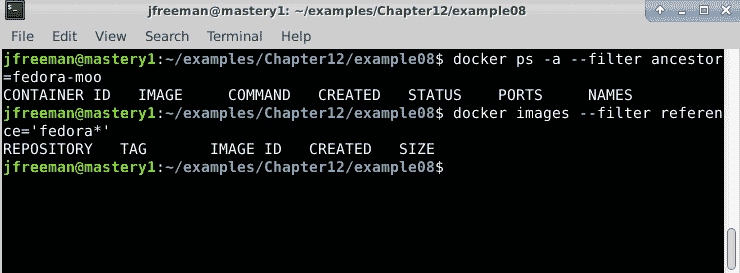 jfreeman@mastery1: ~/examples/Chapter12/example08
File Edit View Search Terminal Help
jfreeman@mastery1:~/examples/Chapter12/example08$ docker ps -a --filter ancestor
=fedora-moo
CONTAINER ID IMAGE COMMAND CREATED STATUS PORTS NAMES
jfreeman@mastery1:~/examples/Chapter12/example08$ docker images --filter referen
ce='fedora*'
REPOSITORY TAG IMAGE ID CREATED SIZE
jfreeman@mastery1:~/examples/Chapter12/example08$